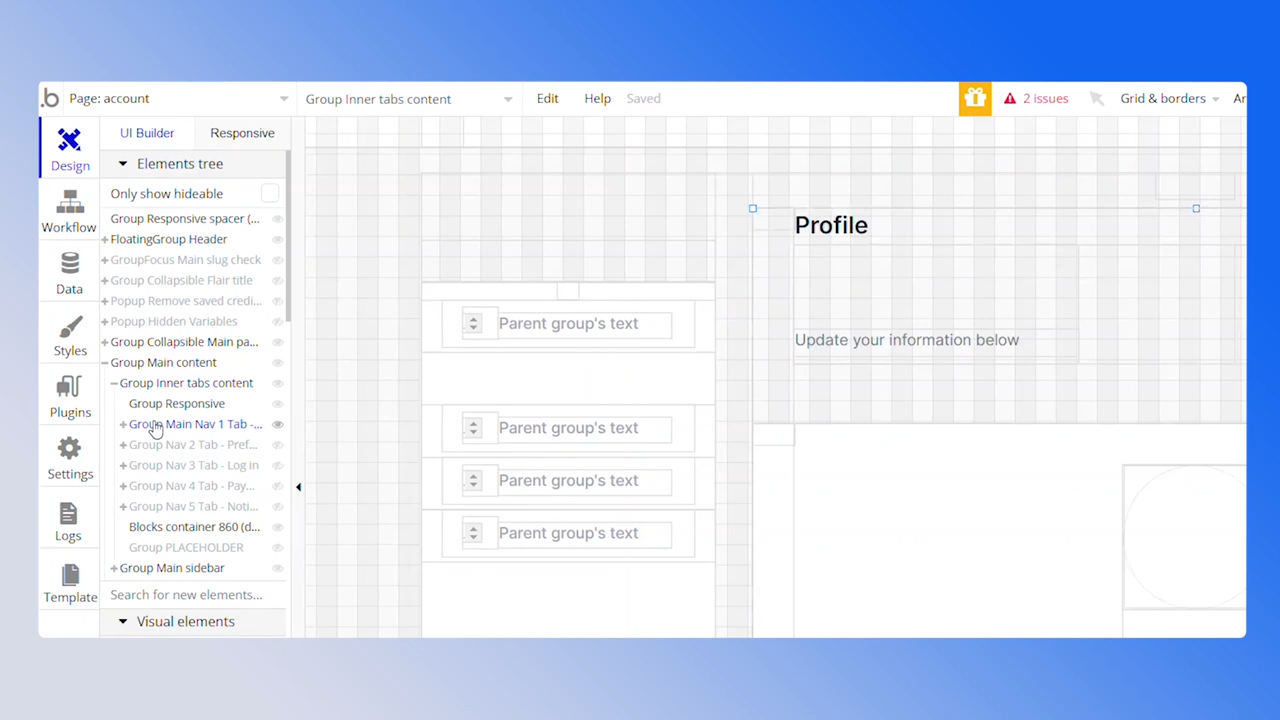 .b Page: account Group Inner tabs content Edit Help Saved 2 issues Grid & borders Ar
Design
Workflow
Data
Styles
Plugins
Settings
Logs
Template
UI Builder Responsive
Elements tree
Only show hideable
Group Responsive spacer (...
FloatingGroup Header
GroupFocus Main slug check
Group Collapsible Flair title
Popup Remove saved credi...
Popup Hidden Variables
Group Collapsible Main pa...
Group Main content
Group Inner tabs content
Group Responsive
Group Main Nav 1 Tab -...
Group Nav 2 Tab - Pref...
Group Nav 3 Tab - Log in
Group Nav 4 Tab - Pay...
Group Nav 5 Tab - Noti...
Blocks container 860 (d...
Group PLACEHOLDER
Group Main sidebar
Search for new elements...
Visual elements
Parent group's text
Parent group's text
Parent group's text
Parent group's text
Profile
Update your information below